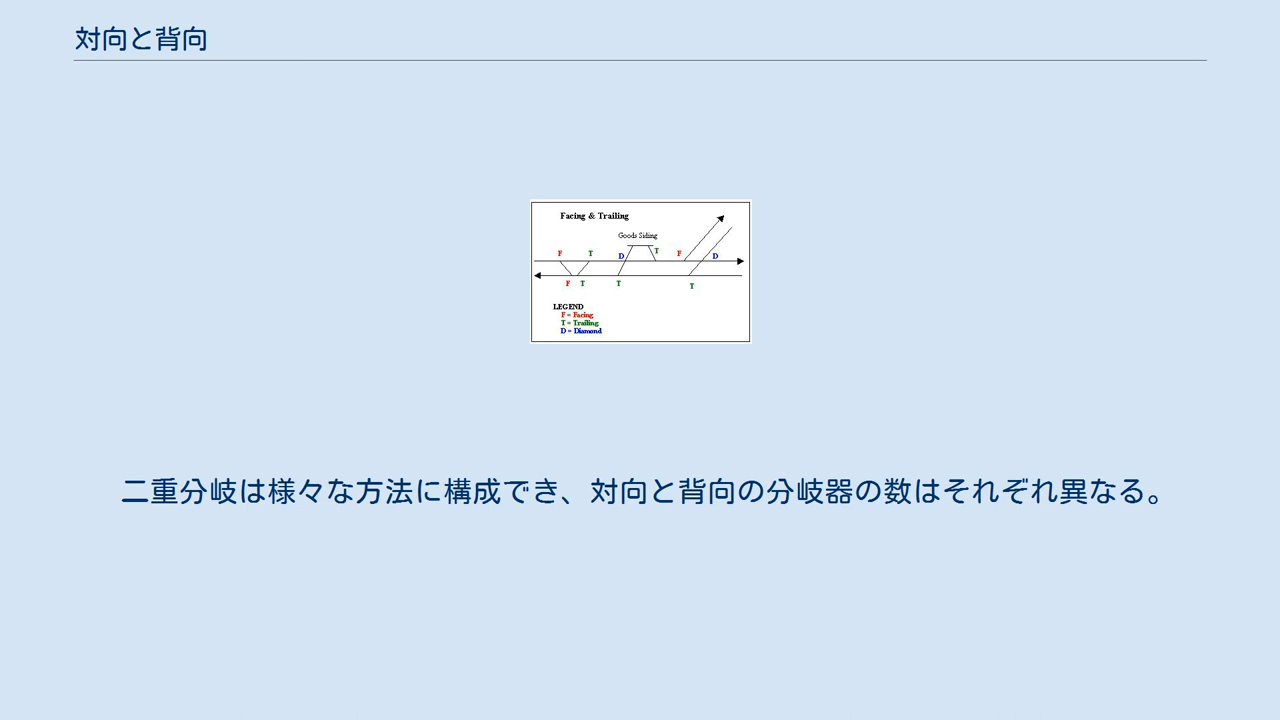 対向と背向
Facing & Trailing
Goods Siding
F T D T F D
F T T T
LEGEND
F = Facing
T = Trailing
D = Diamond
二重分岐は様々な方法に構成でき、対向と背向の分岐器の数はそれぞれ異なる。